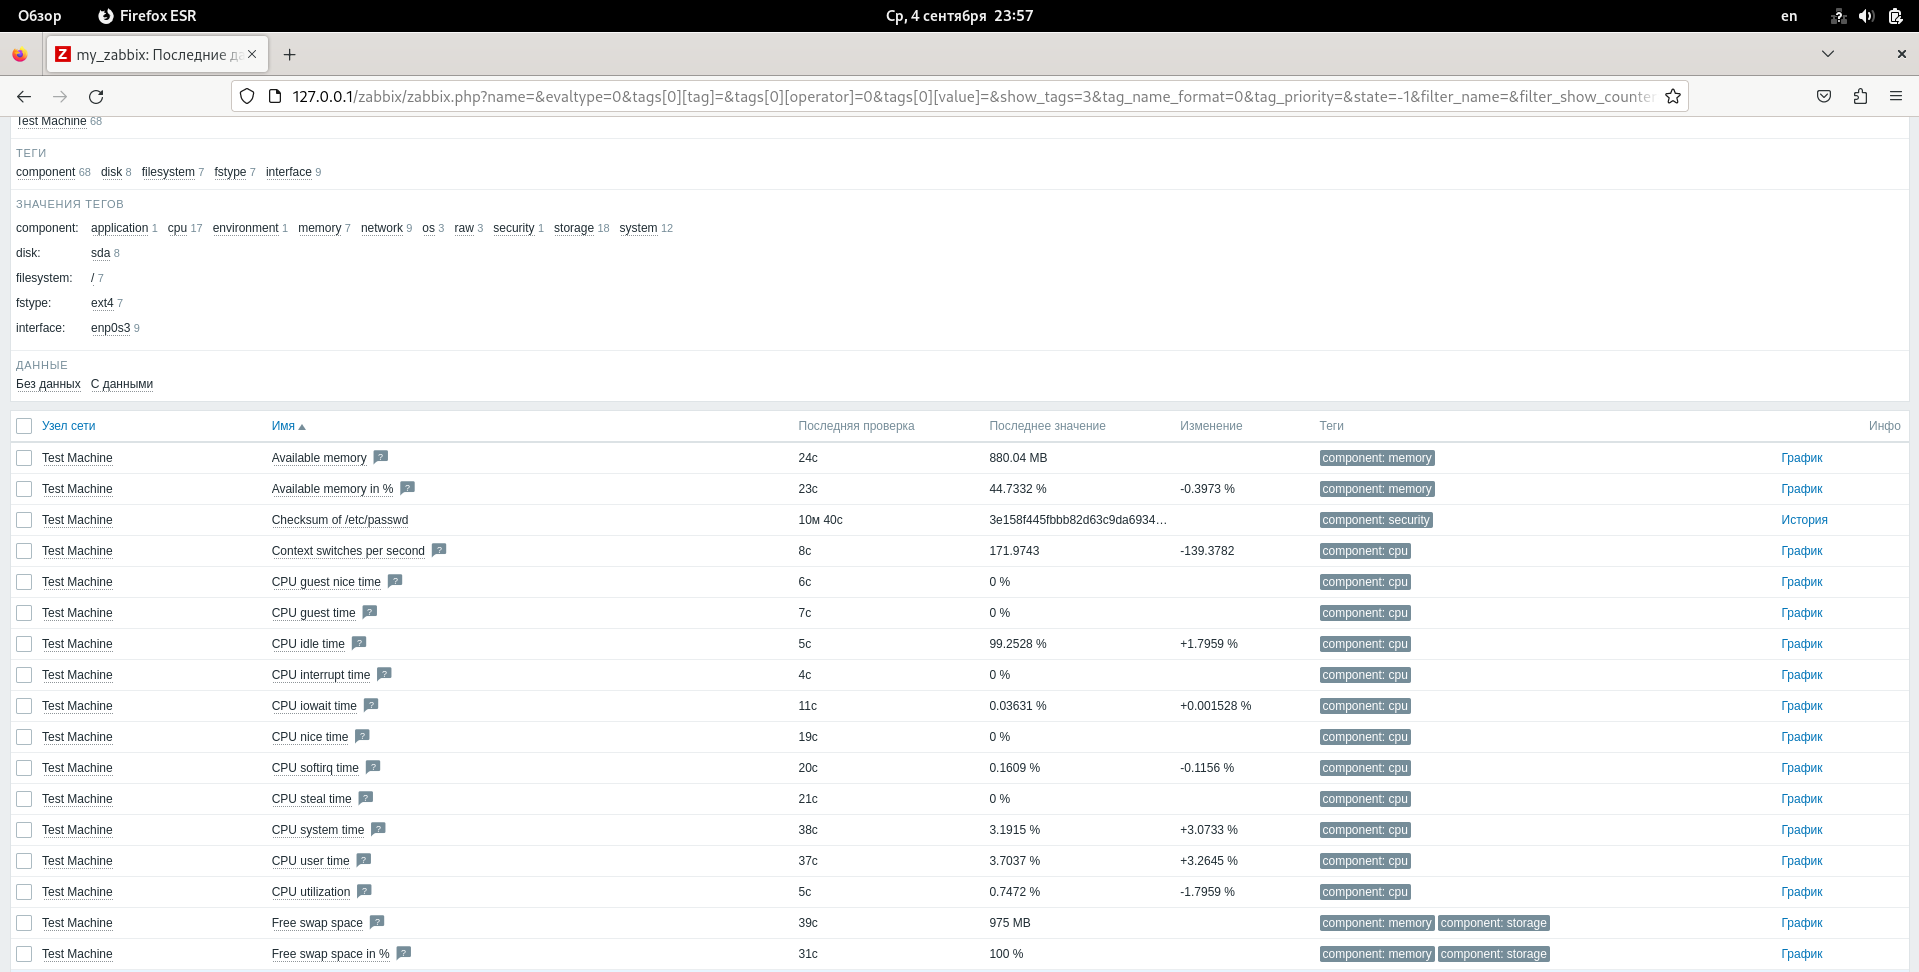 Обзор Firefox ESR Ср, 4 сентября 23:57 en
my_zabbix: Последние да
127.0.0.1/zabbix/zabbix.php?name=&evaltype=0&tags[0][tag]=&tags[0][operator]=0&tags[0][value]=&show_tags=3&tag_name_format=0&tag_priority=&state=-1&filter_name=&filter_show_counter
Test Machine 68
ТЕГИ
component 68 disk 8 filesystem 7 fstype 7 interface 9
ЗНАЧЕНИЯ ТЕГОВ
component: application 1 cpu 17 environment 1 memory 7 network 9 os 3 raw 3 security 1 storage 18 system 12
disk: sda 8
filesystem: / 7
fstype: ext4 7
interface: enp0s3 9
ДАННЫЕ
Без данных С данными
Узел сети Имя Последняя проверка Последнее значение Изменение Теги Инфо
Test Machine Available memory ? 24с 880.04 MB component: memory График
Test Machine Available memory in % ? 23с 44.7332 % -0.3973 % component: memory График
Test Machine Checksum of /etc/passwd 10м 40с 3e158f445fbbb82d63c9da6934… component: security История
Test Machine Context switches per second ? 8с 171.9743 -139.3782 component: cpu График
Test Machine CPU guest nice time ? 6с 0 % component: cpu График
Test Machine CPU guest time ? 7с 0 % component: cpu График
Test Machine CPU idle time ? 5с 99.2528 % +1.7959 % component: cpu График
Test Machine CPU interrupt time ? 4с 0 % component: cpu График
Test Machine CPU iowait time ? 11с 0.03631 % +0.001528 % component: cpu График
Test Machine CPU nice time ? 19с 0 % component: cpu График
Test Machine CPU softirq time ? 20с 0.1609 % -0.1156 % component: cpu График
Test Machine CPU steal time ? 21с 0 % component: cpu График
Test Machine CPU system time ? 38с 3.1915 % +3.0733 % component: cpu График
Test Machine CPU user time ? 37с 3.7037 % +3.2645 % component: cpu График
Test Machine CPU utilization ? 5с 0.7472 % -1.7959 % component: cpu График
Test Machine Free swap space ? 39с 975 MB component: memory component: storage График
Test Machine Free swap space in % ? 31с 100 % component: memory component: storage График